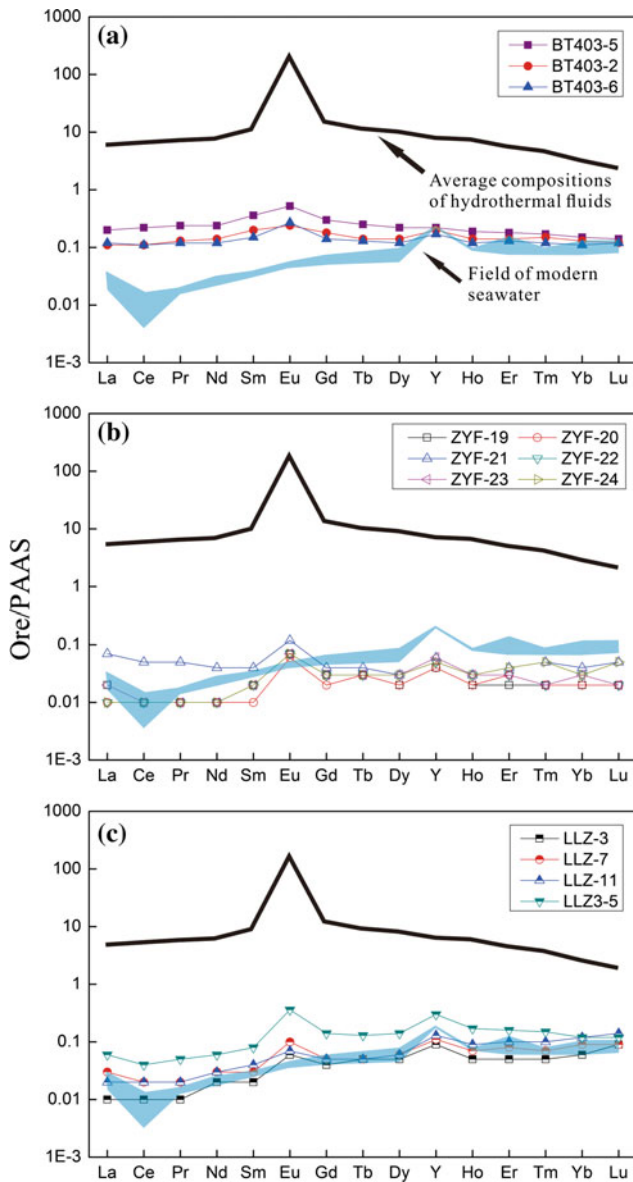 Ore/PAAS
(a)
1000
100
10
1
0.1
0.01
1E-3
BT403-5
BT403-2
BT403-6
Average compositions
of hydrothermal fluids
Field of modern
seawater
La Ce Pr Nd Sm Eu Gd Tb Dy Y Ho Er Tm Yb Lu
(b)
1000
100
10
1
0.1
0.01
1E-3
ZYF-19 ZYF-20
ZYF-21 ZYF-22
ZYF-23 ZYF-24
La Ce Pr Nd Sm Eu Gd Tb Dy Y Ho Er Tm Yb Lu
(c)
1000
100
10
1
0.1
0.01
1E-3
LLZ-3
LLZ-7
LLZ-11
LLZ3-5
La Ce Pr Nd Sm Eu Gd Tb Dy Y Ho Er Tm Yb Lu